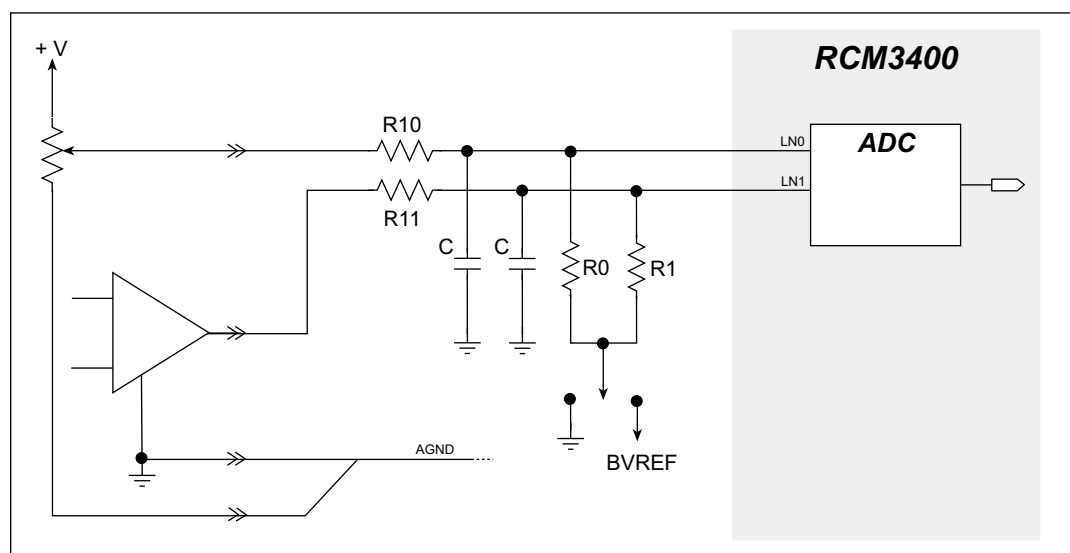 + V
RCM3400
R10
LN0
ADC
LN1
R11
C
C
R0
R1
AGND
BVREF